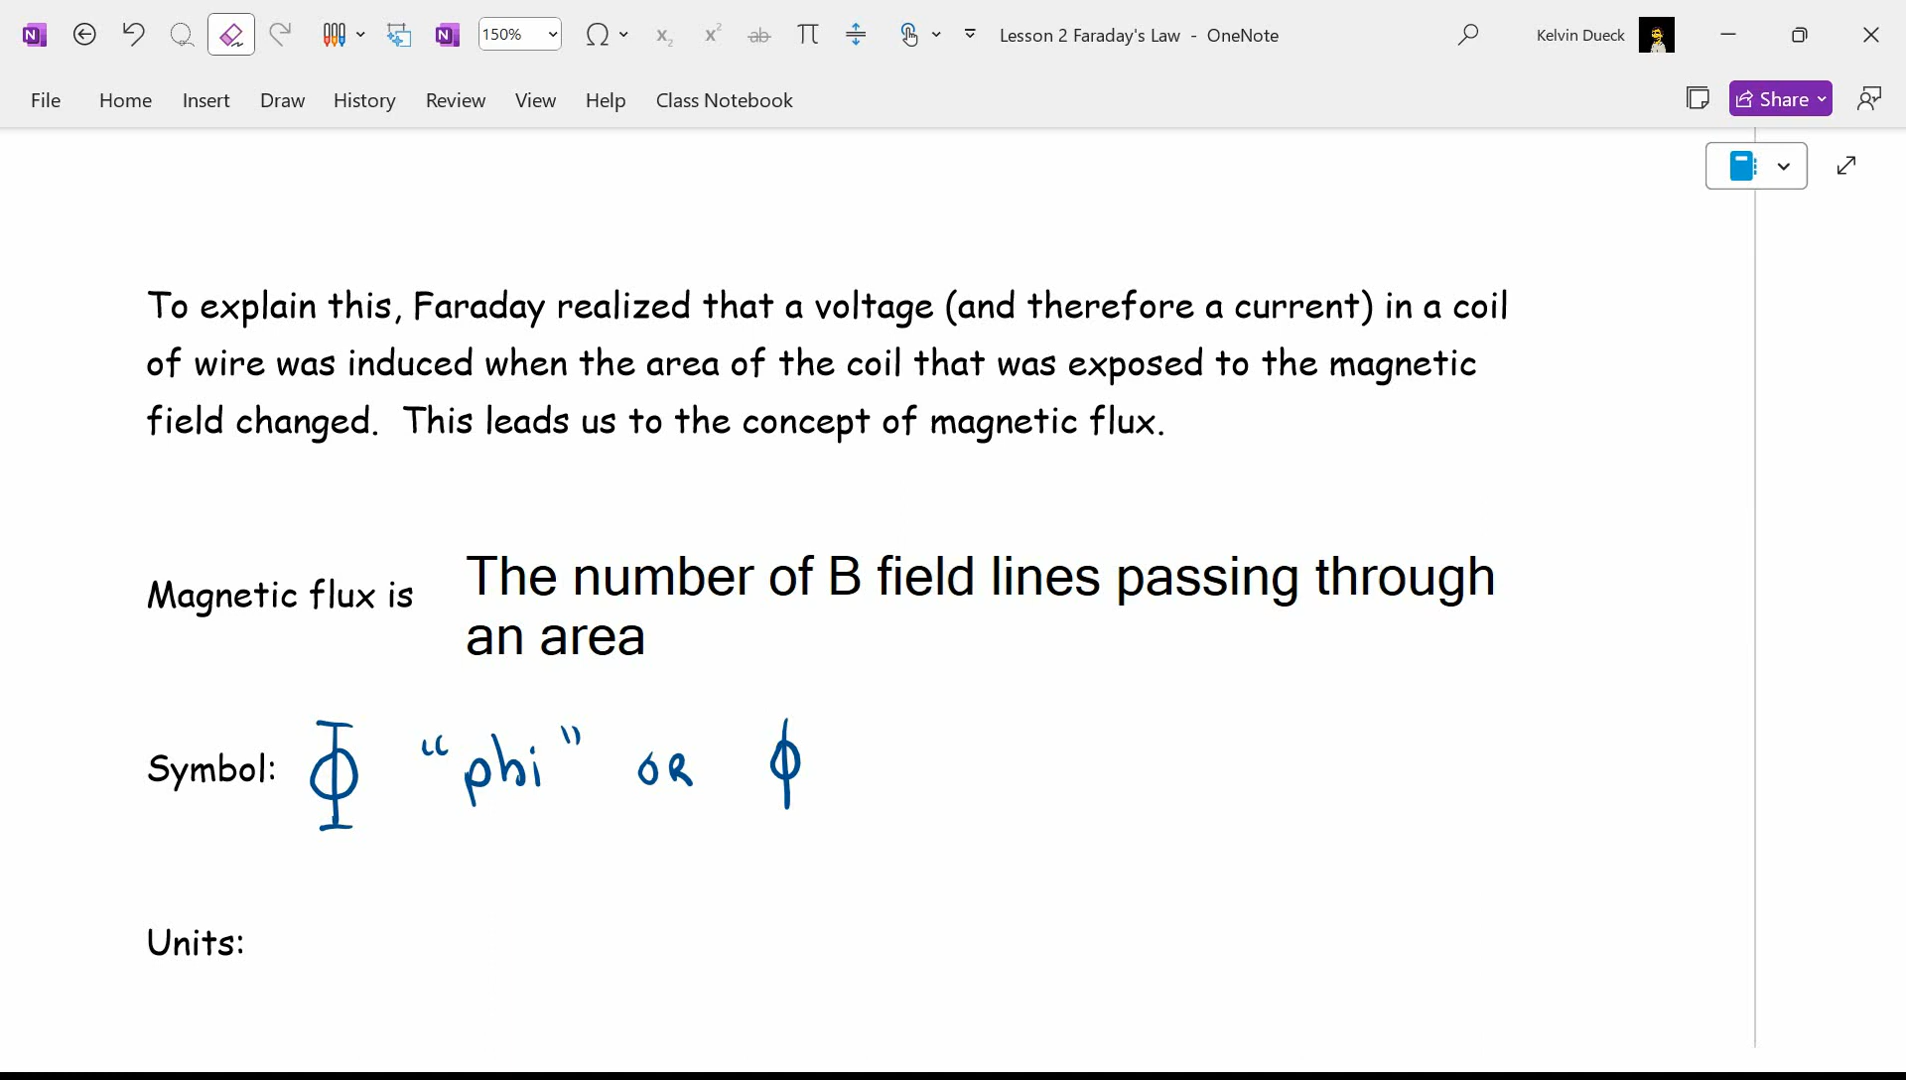 150%
Lesson 2 Faraday's Law - OneNote
Kelvin Dueck
File Home Insert Draw History Review View Help Class Notebook
Share
To explain this, Faraday realized that a voltage (and therefore a current) in a coil
of wire was induced when the area of the coil that was exposed to the magnetic
field changed. This leads us to the concept of magnetic flux.
Magnetic flux is The number of B field lines passing through
an area
Symbol: Φ "phi" OR ϕ
Units: